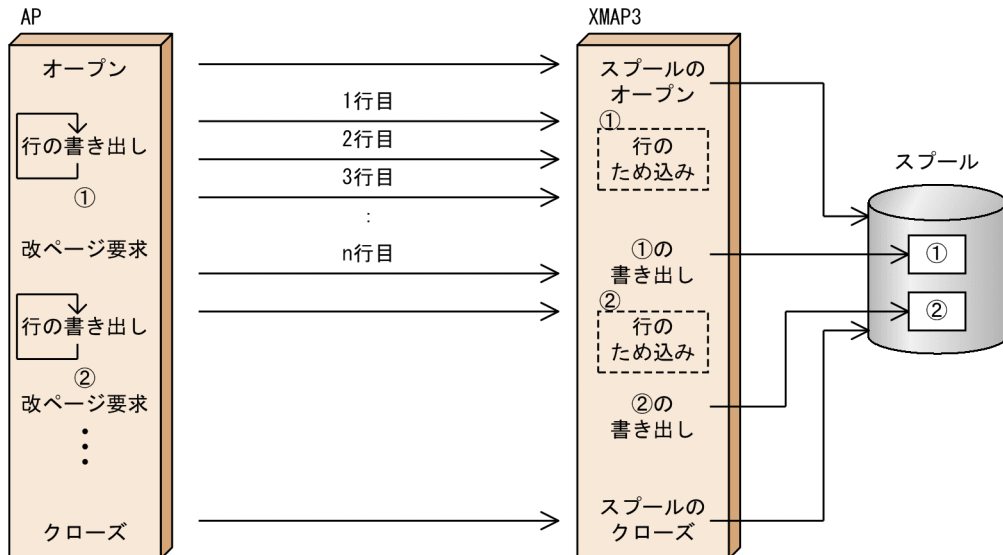 AP
オープン
行の書き出し
①
改ページ要求
行の書き出し
②
改ページ要求
クローズ
1行目
2行目
3行目
:
n行目
XMAP3
スプールの
オープン
①
行の
ため込み
①の
書き出し
②
行の
ため込み
②の
書き出し
スプールの
クローズ
スプール
①
②